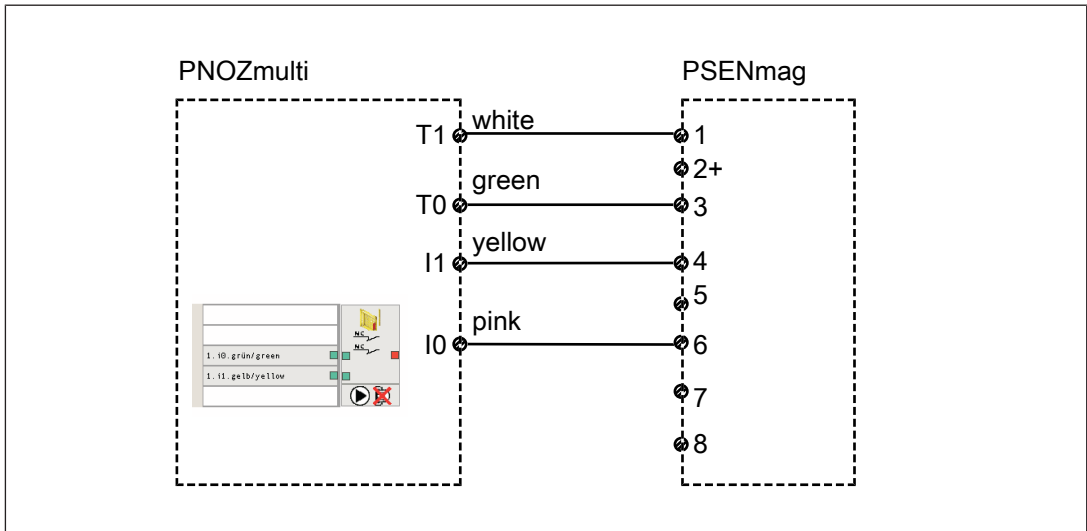 PNOZmulti
PSENmag
T1 white 1
2+
green
T0 3
yellow
I1 4
5
pink
I0 6
7
8
NC
NC
1.i0.grün/green
1.i1.gelb/yellow